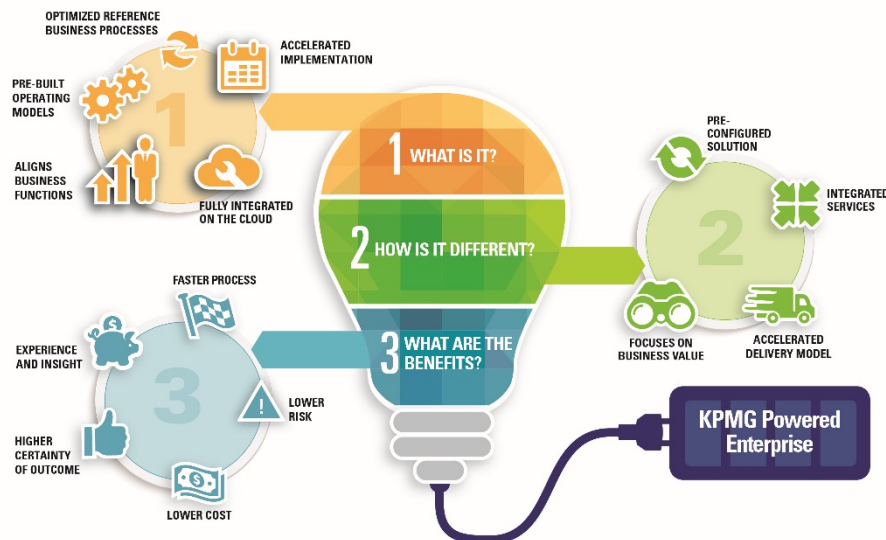 OPTIMIZED REFERENCE
BUSINESS PROCESSES
ACCELERATED
IMPLEMENTATION
PRE-BUILT
OPERATING
MODELS
1
ALIGNS
BUSINESS
FUNCTIONS
FULLY INTEGRATED
ON THE CLOUD
1 WHAT IS IT?
2 HOW IS IT DIFFERENT?
3 WHAT ARE THE
BENEFITS?
PRE-
CONFIGURED
SOLUTION
INTEGRATED
SERVICES
2
FOCUSES ON
BUSINESS VALUE
ACCELERATED
DELIVERY MODEL
FASTER PROCESS
EXPERIENCE
AND INSIGHT
3
LOWER
RISK
HIGHER
CERTAINTY
OF OUTCOME
LOWER COST
KPMG Powered
Enterprise